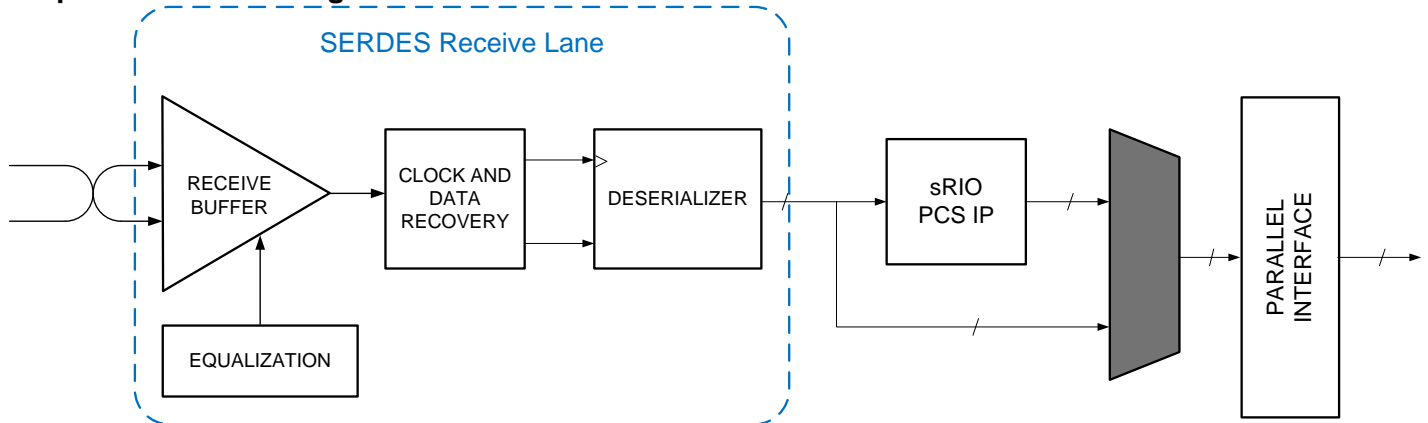 SERDES Receive Lane
RECEIVE
BUFFER
CLOCK AND
DATA
RECOVERY
DESERIALIZER
sRIO
PCS IP
PARALLEL
INTERFACE
EQUALIZATION